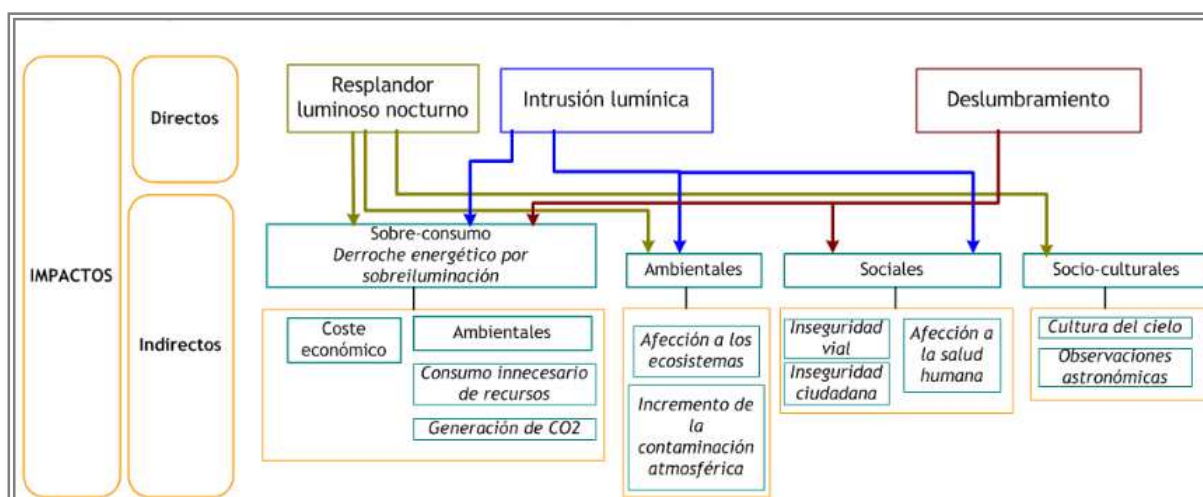 IMPACTOS
Directos
Indirectos
Resplandor
luminoso nocturno
Intrusión lumínica
Deslumbramiento
Sobre-consumo
Derroche energético por
sobreiluminación
Ambientales
Sociales
Socio-culturales
Coste
económico
Ambientales
Consumo innecesario
de recursos
Generación de CO2
Afección a los
ecosistemas
Incremento de
la
contaminación
atmosférica
Inseguridad
vial
Inseguridad
ciudadana
Afección a
la salud
humana
Cultura del cielo
Observaciones
astronómicas